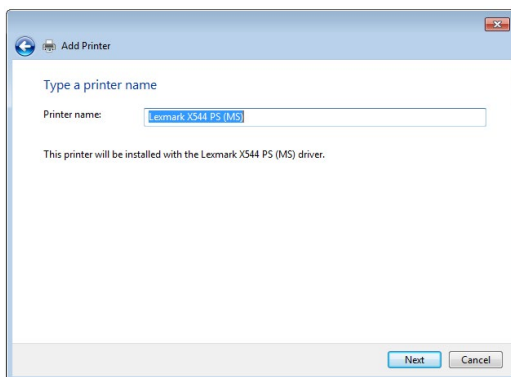 Add Printer
Type a printer name
Printer name: Lexmark X544 PS (MS)
This printer will be installed with the Lexmark X544 PS (MS) driver.
Next Cancel